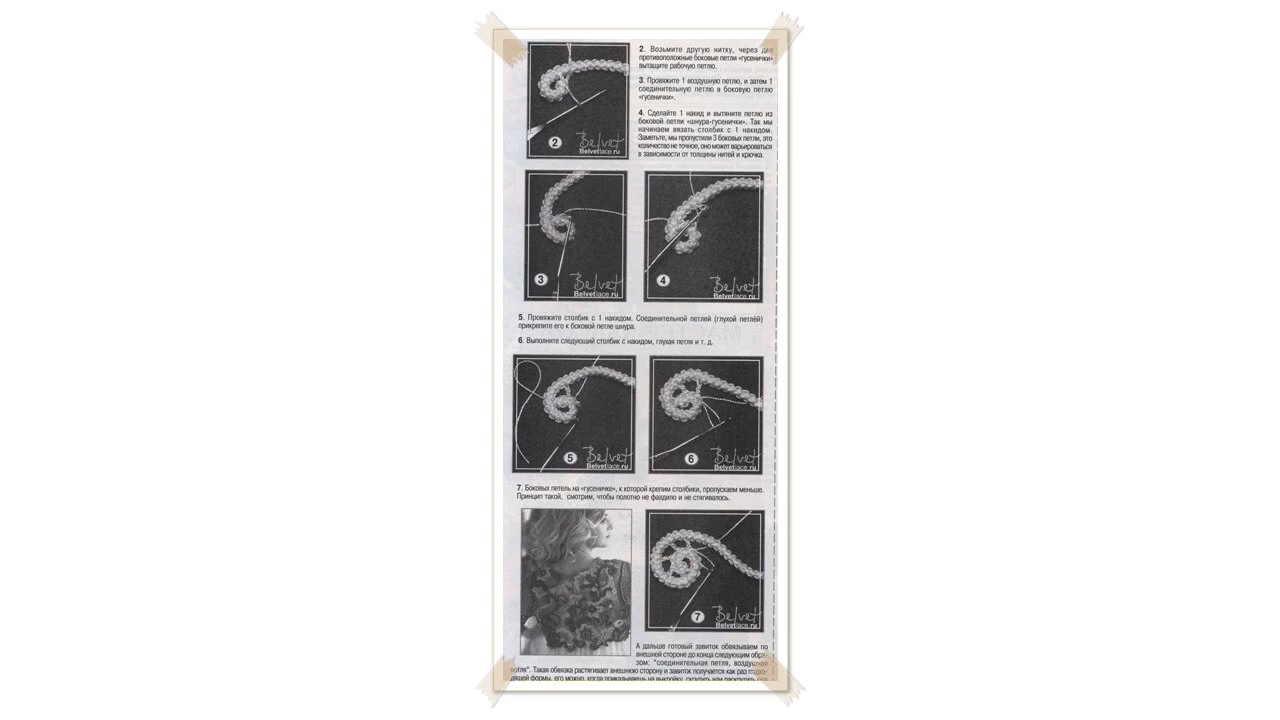 2. Возьмите другую нитку, через две
противоположные боковые петли «гусенички»
вытащите рабочую петлю.
3. Провяжите 1 воздушную петлю, и затем 1
соединительную петлю в боковую петлю
«гусенички».
4. Сделайте 1 накид и вытяните петлю из
боковой петли «шнура-гусенички». Так мы
начинаем вязать столбик с 1 накидом.
Заметьте, мы пропустили 3 боковых петли, это
количество не точное, оно может варьироваться
в зависимости от толщины нитей и крючка.
2
Belvet
Belvetlace.ru
3
Belvet
Belvetlace.ru
4
Belvet
Belvetlace.ru
5. Провяжите столбик с 1 накидом. Соединительной петлей (глухой петлёй)
прикрепите его к боковой петле шнура.
6. Выполните следующий столбик с накидом, глухая петля и т. д.
5
Belvet
Belvetlace.ru
6
Belvet
Belvetlace.ru
7. Боковых петель на «гусеничке», к которой крепим столбики, пропускаем меньше.
Принцип такой, смотрим, чтобы полотно не фалдило и не стягивалось.
7
Belvet
Belvetlace.ru
А дальше готовый завиток обвязываем по
внешней стороне до конца следующим обра-
зом: "соединительная петля, воздушная
петля". Такая обвязка растягивает внешнюю сторону и завиток получается как раз подхо-
дящей формы, его можно, когда прикалываешь на выкройку, скрутить или раскрутить